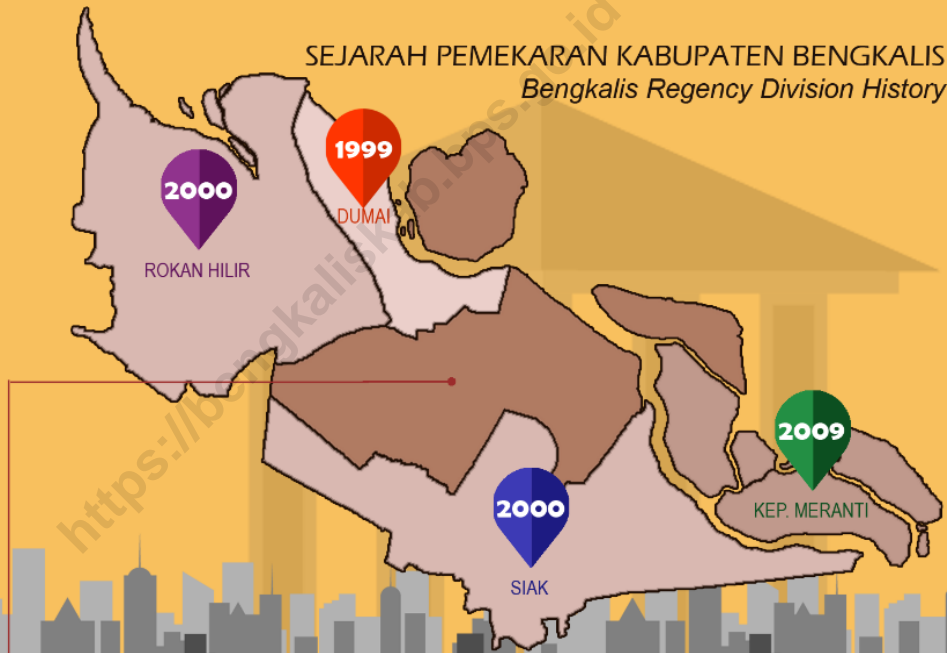 SEJARAH PEMEKARAN KABUPATEN BENGKALIS
Bengkalis Regency Division History
1999
DUMAI
2000
ROKAN HILIR
2009
KEP. MERANTI
2000
SIAK
https://bengkaliskab.bps.go.id